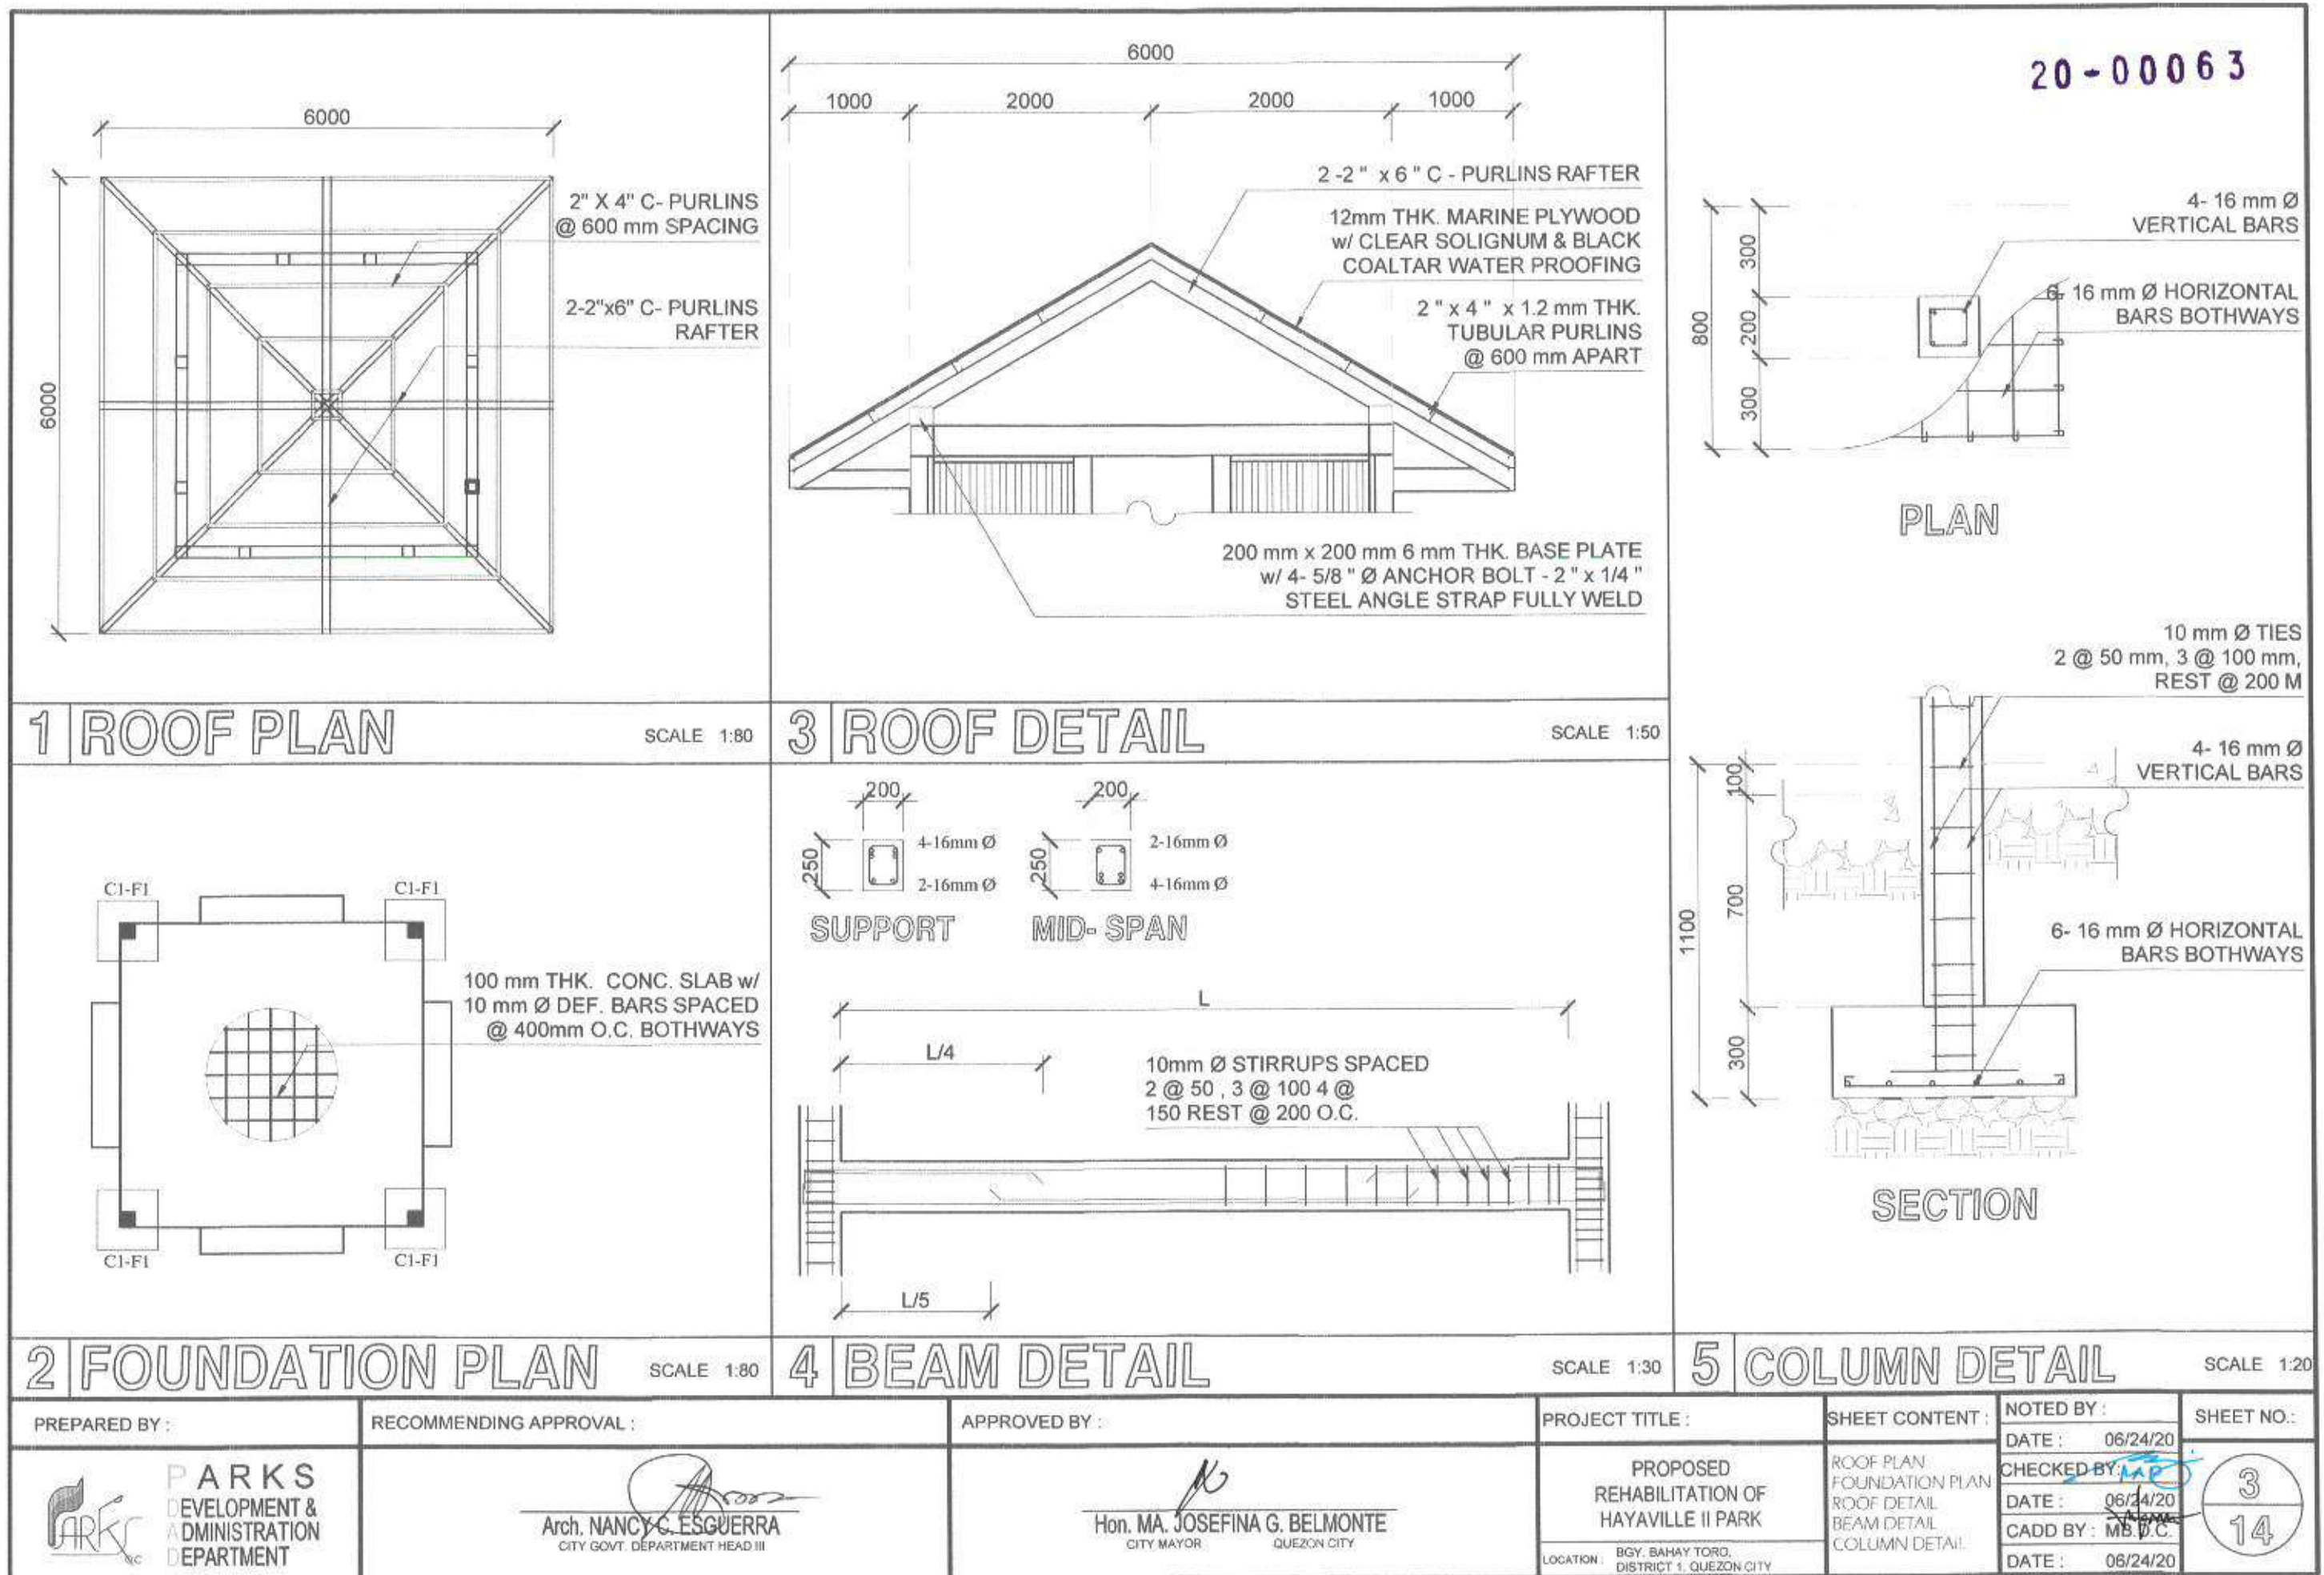 20-00063
6000
6000
2" X 4" C- PURLINS
@ 600 mm SPACING
2-2"x6" C- PURLINS
RAFTER
1 ROOF PLAN
SCALE 1:80
6000
1000
2000
2000
1000
2 -2 " x 6 " C - PURLINS RAFTER
12mm THK. MARINE PLYWOOD
w/ CLEAR SOLIGNUM & BLACK
COALTAR WATER PROOFING
2 " x 4 " x 1.2 mm THK.
TUBULAR PURLINS
@ 600 mm APART
200 mm x 200 mm 6 mm THK. BASE PLATE
w/ 4- 5/8 " Ø ANCHOR BOLT - 2 " x 1/4 "
STEEL ANGLE STRAP FULLY WELD
3 ROOF DETAIL
SCALE 1:50
C1-F1
C1-F1
100 mm THK. CONC. SLAB w/
10 mm Ø DEF. BARS SPACED
@ 400mm O.C. BOTHWAYS
C1-F1
C1-F1
2 FOUNDATION PLAN
SCALE 1:80
200
250
4-16mm Ø
2-16mm Ø
SUPPORT
200
250
2-16mm Ø
4-16mm Ø
MID- SPAN
L
L/4
10mm Ø STIRRUPS SPACED
2 @ 50 , 3 @ 100 4 @
150 REST @ 200 O.C.
L/5
4 BEAM DETAIL
SCALE 1:30
800
300
200
300
4- 16 mm Ø
VERTICAL BARS
6- 16 mm Ø HORIZONTAL
BARS BOTHWAYS
PLAN
10 mm Ø TIES
2 @ 50 mm, 3 @ 100 mm,
REST @ 200 M
4- 16 mm Ø
VERTICAL BARS
1100
100
700
300
6- 16 mm Ø HORIZONTAL
BARS BOTHWAYS
SECTION
5 COLUMN DETAIL
SCALE 1:20
PREPARED BY :
PARKS
DEVELOPMENT &
ADMINISTRATION
DEPARTMENT
PARKS
QC
RECOMMENDING APPROVAL :
Arch. NANCY C. ESGUERRA
CITY GOVT. DEPARTMENT HEAD III
APPROVED BY :
Hon. MA. JOSEFINA G. BELMONTE
CITY MAYOR QUEZON CITY
PROJECT TITLE :
PROPOSED
REHABILITATION OF
HAYAVILLE II PARK
LOCATION : BGY. BAHAY TORO,
DISTRICT 1, QUEZON CITY
SHEET CONTENT :
ROOF PLAN
FOUNDATION PLAN
ROOF DETAIL
BEAM DETAIL
COLUMN DETAIL
NOTED BY :
DATE : 06/24/20
CHECKED BY:
DATE : 06/24/20
CADD BY : MB.D.C.
DATE : 06/24/20
SHEET NO.:
3
14